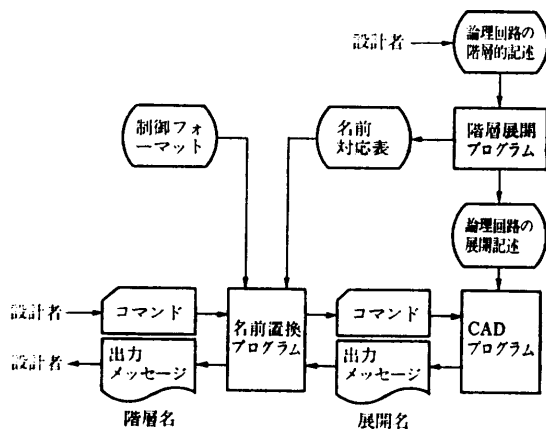 設計者
論理回路の
階層的記述
制御フォ
ーマット
名前
対応表
階層展開
プログラム
論理回路の
展開記述
設計者
コマンド
名前置換
プログラム
コマンド
CAD
プログラム
設計者
出力
メッセージ
出力
メッセージ
階層名
展開名